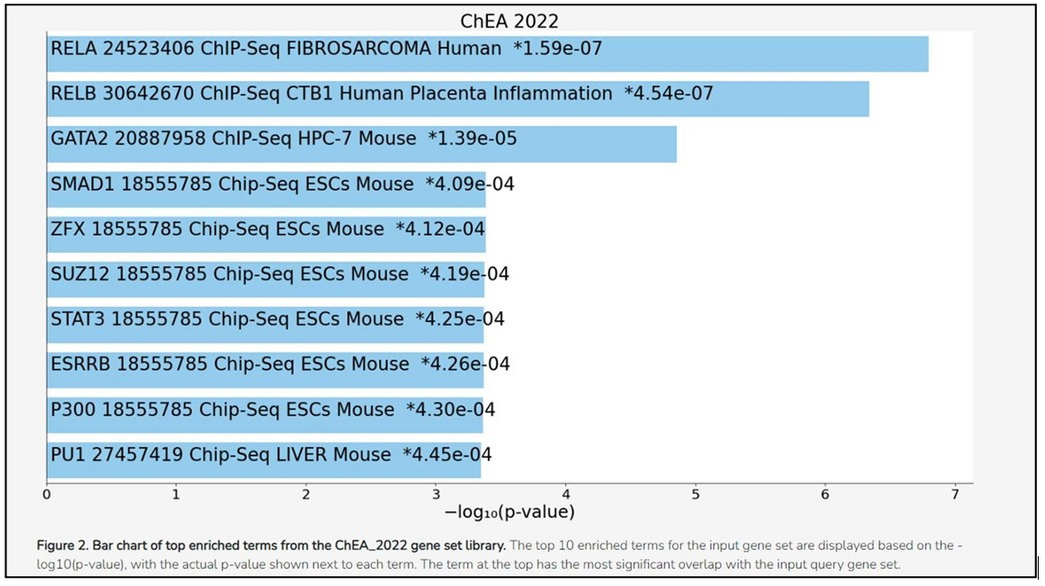 ChEA 2022
RELA 24523406 ChIP-Seq FIBROSARCOMA Human *1.59e-07
RELB 30642670 ChIP-Seq CTB1 Human Placenta Inflammation *4.54e-07
GATA2 20887958 ChIP-Seq HPC-7 Mouse *1.39e-05
SMAD1 18555785 Chip-Seq ESCs Mouse *4.09e-04
ZFX 18555785 Chip-Seq ESCs Mouse *4.12e-04
SUZ12 18555785 Chip-Seq ESCs Mouse *4.19e-04
STAT3 18555785 Chip-Seq ESCs Mouse *4.25e-04
ESRRB 18555785 Chip-Seq ESCs Mouse *4.26e-04
P300 18555785 Chip-Seq ESCs Mouse *4.30e-04
PU1 27457419 Chip-Seq LIVER Mouse *4.45e-04
0 1 2 3 4 5 6 7
−log₁₀(p-value)
Figure 2. Bar chart of top enriched terms from the ChEA_2022 gene set library. The top 10 enriched terms for the input gene set are displayed based on the -
log10(p-value), with the actual p-value shown next to each term. The term at the top has the most significant overlap with the input query gene set.